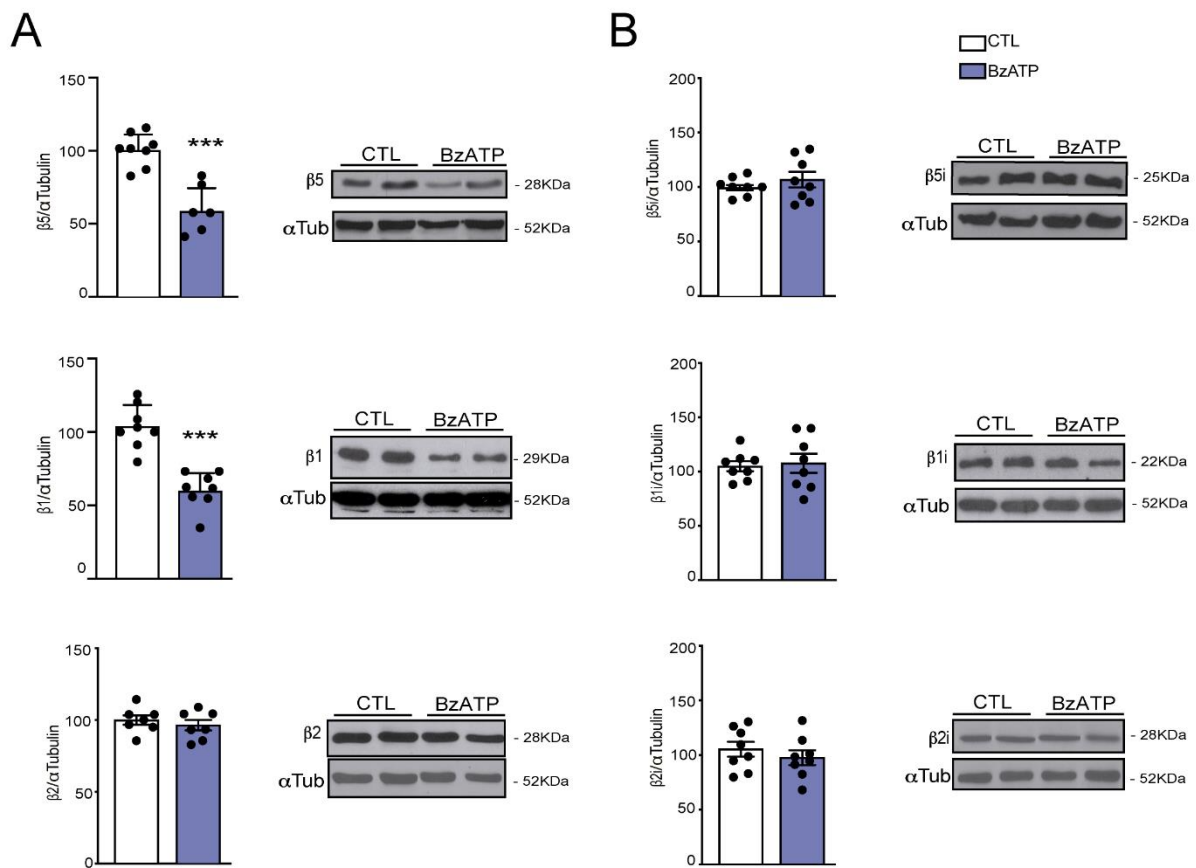 A
β5/αTubulin
150
100
50
0
***
CTL BzATP
β5 - 28KDa
αTub - 52KDa
β1/αTubulin
150
100
50
0
***
CTL BzATP
β1 - 29KDa
αTub - 52KDa
β2/αTubulin
150
100
50
0
CTL BzATP
β2 - 28KDa
αTub - 52KDa
B
CTL
BzATP
β5i/αTubulin
200
150
100
50
0
CTL BzATP
β5i - 25KDa
αTub - 52KDa
β1i/αTubulin
200
150
100
50
0
CTL BzATP
β1i - 22KDa
αTub - 52KDa
β2i/αTubulin
200
150
100
50
0
CTL BzATP
β2i - 28KDa
αTub - 52KDa